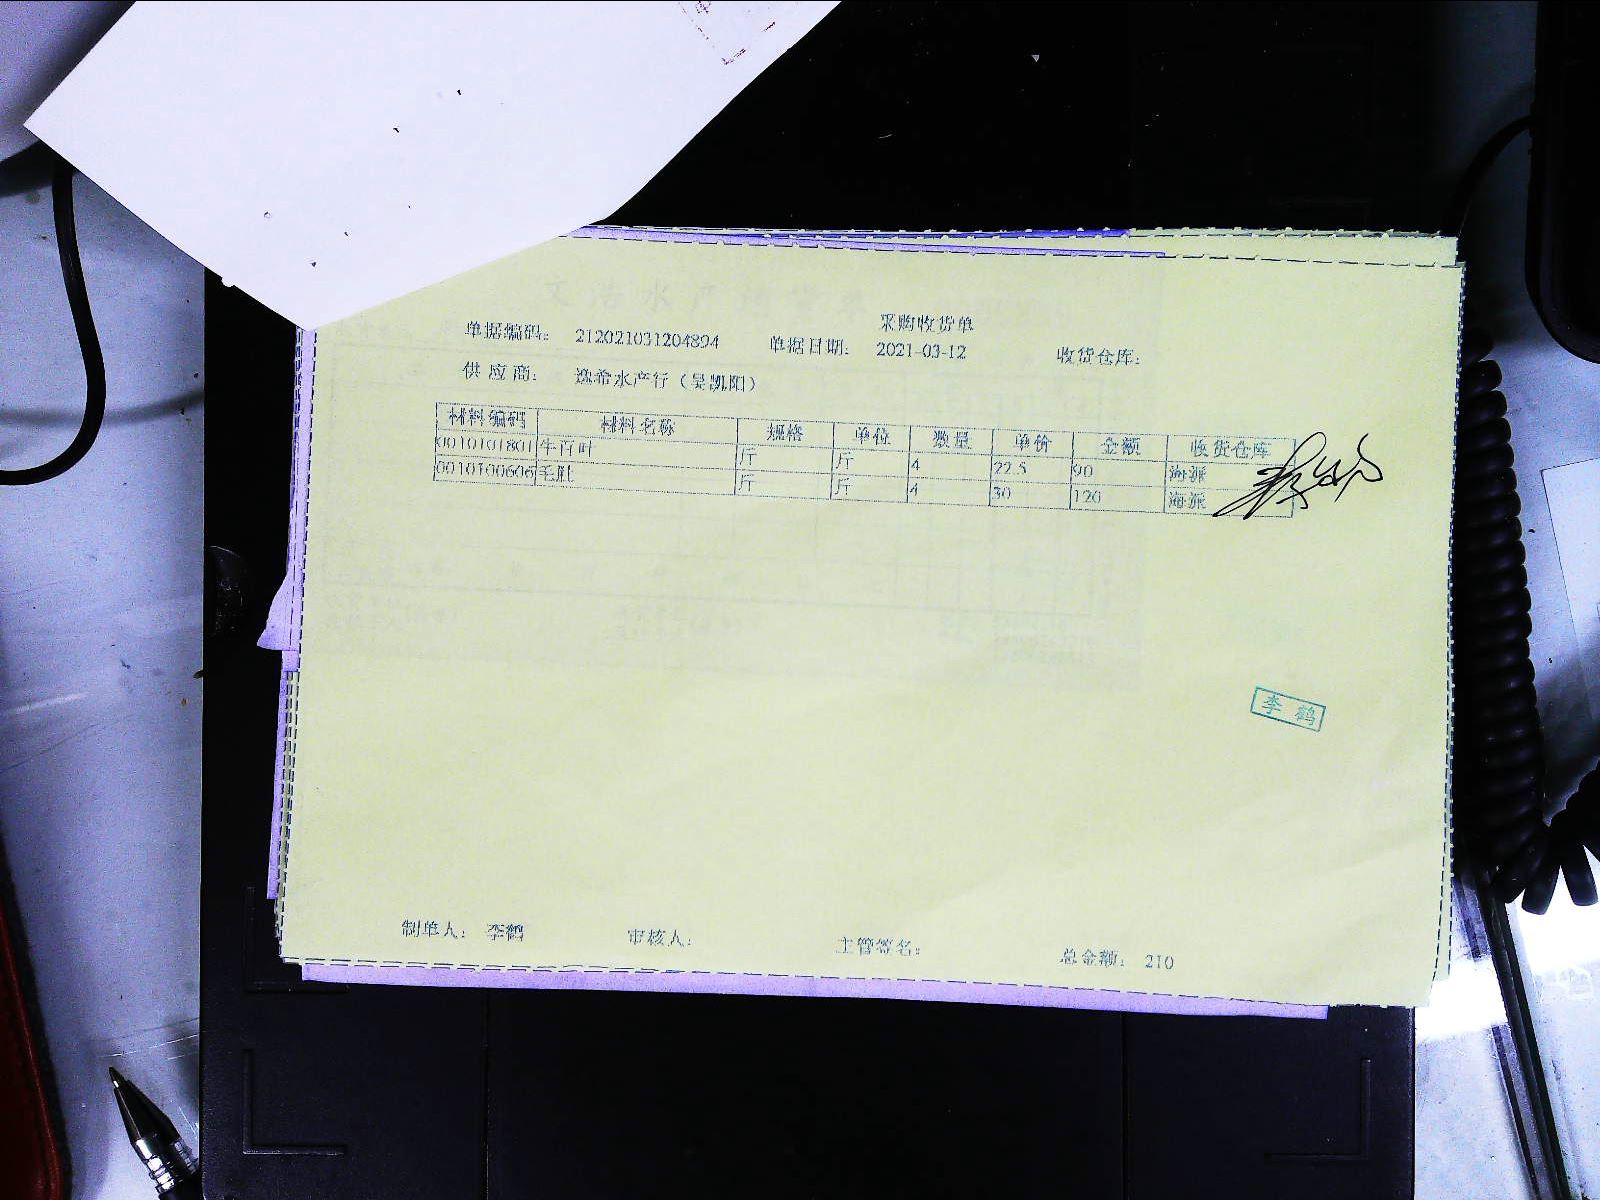 采购收货单
单据编码： 212021031204894 单据日期： 2021-03-12 收货仓库：
供应商： 逸希水产行（吴凯阳）
材料编码 材料名称 规格 单位 数量 单价 金额 收货仓库
0010101801 牛百叶 斤 斤 4 22.5 90 海派
0010100606 毛肚 斤 斤 4 30 120 海派
李鹤
制单人： 李鹤 审核人： 主管签名： 总金额： 210